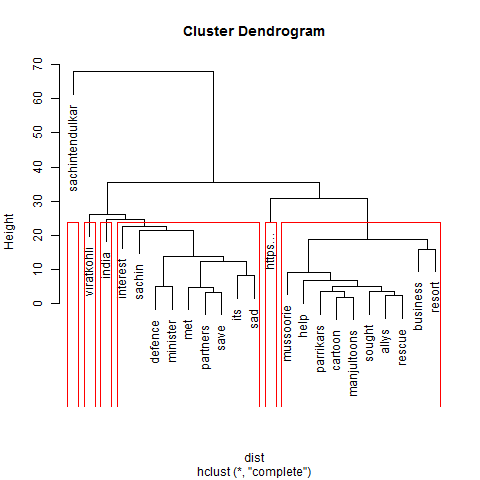 Cluster Dendrogram
Height
70
60
50
40
30
20
10
0
sachintendulkar
viratkohli
india
interest
sachin
defence
minister
met
partners
save
its
sad
https…
mussoorie
help
parrikars
cartoon
manjultoons
sought
allys
rescue
business
resort
dist
hclust (*, "complete")